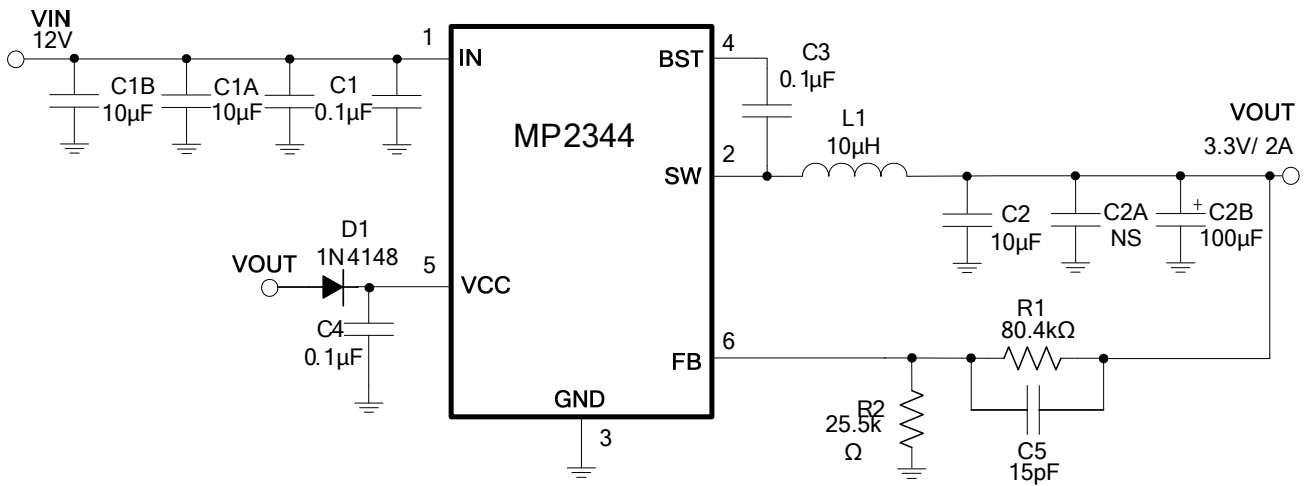 VIN
12V
1
IN
C1B
10µF
C1A
10µF
C1
0.1µF
MP2344
BST
4
C3
0.1µF
L1
10µH
2
SW
VOUT
3.3V/ 2A
C2
10µF
C2A
NS
+
C2B
100µF
D1
1N4148
VOUT
5
VCC
C4
0.1µF
R1
80.4kΩ
6
FB
GND
3
R2
25.5k
Ω
C5
15pF